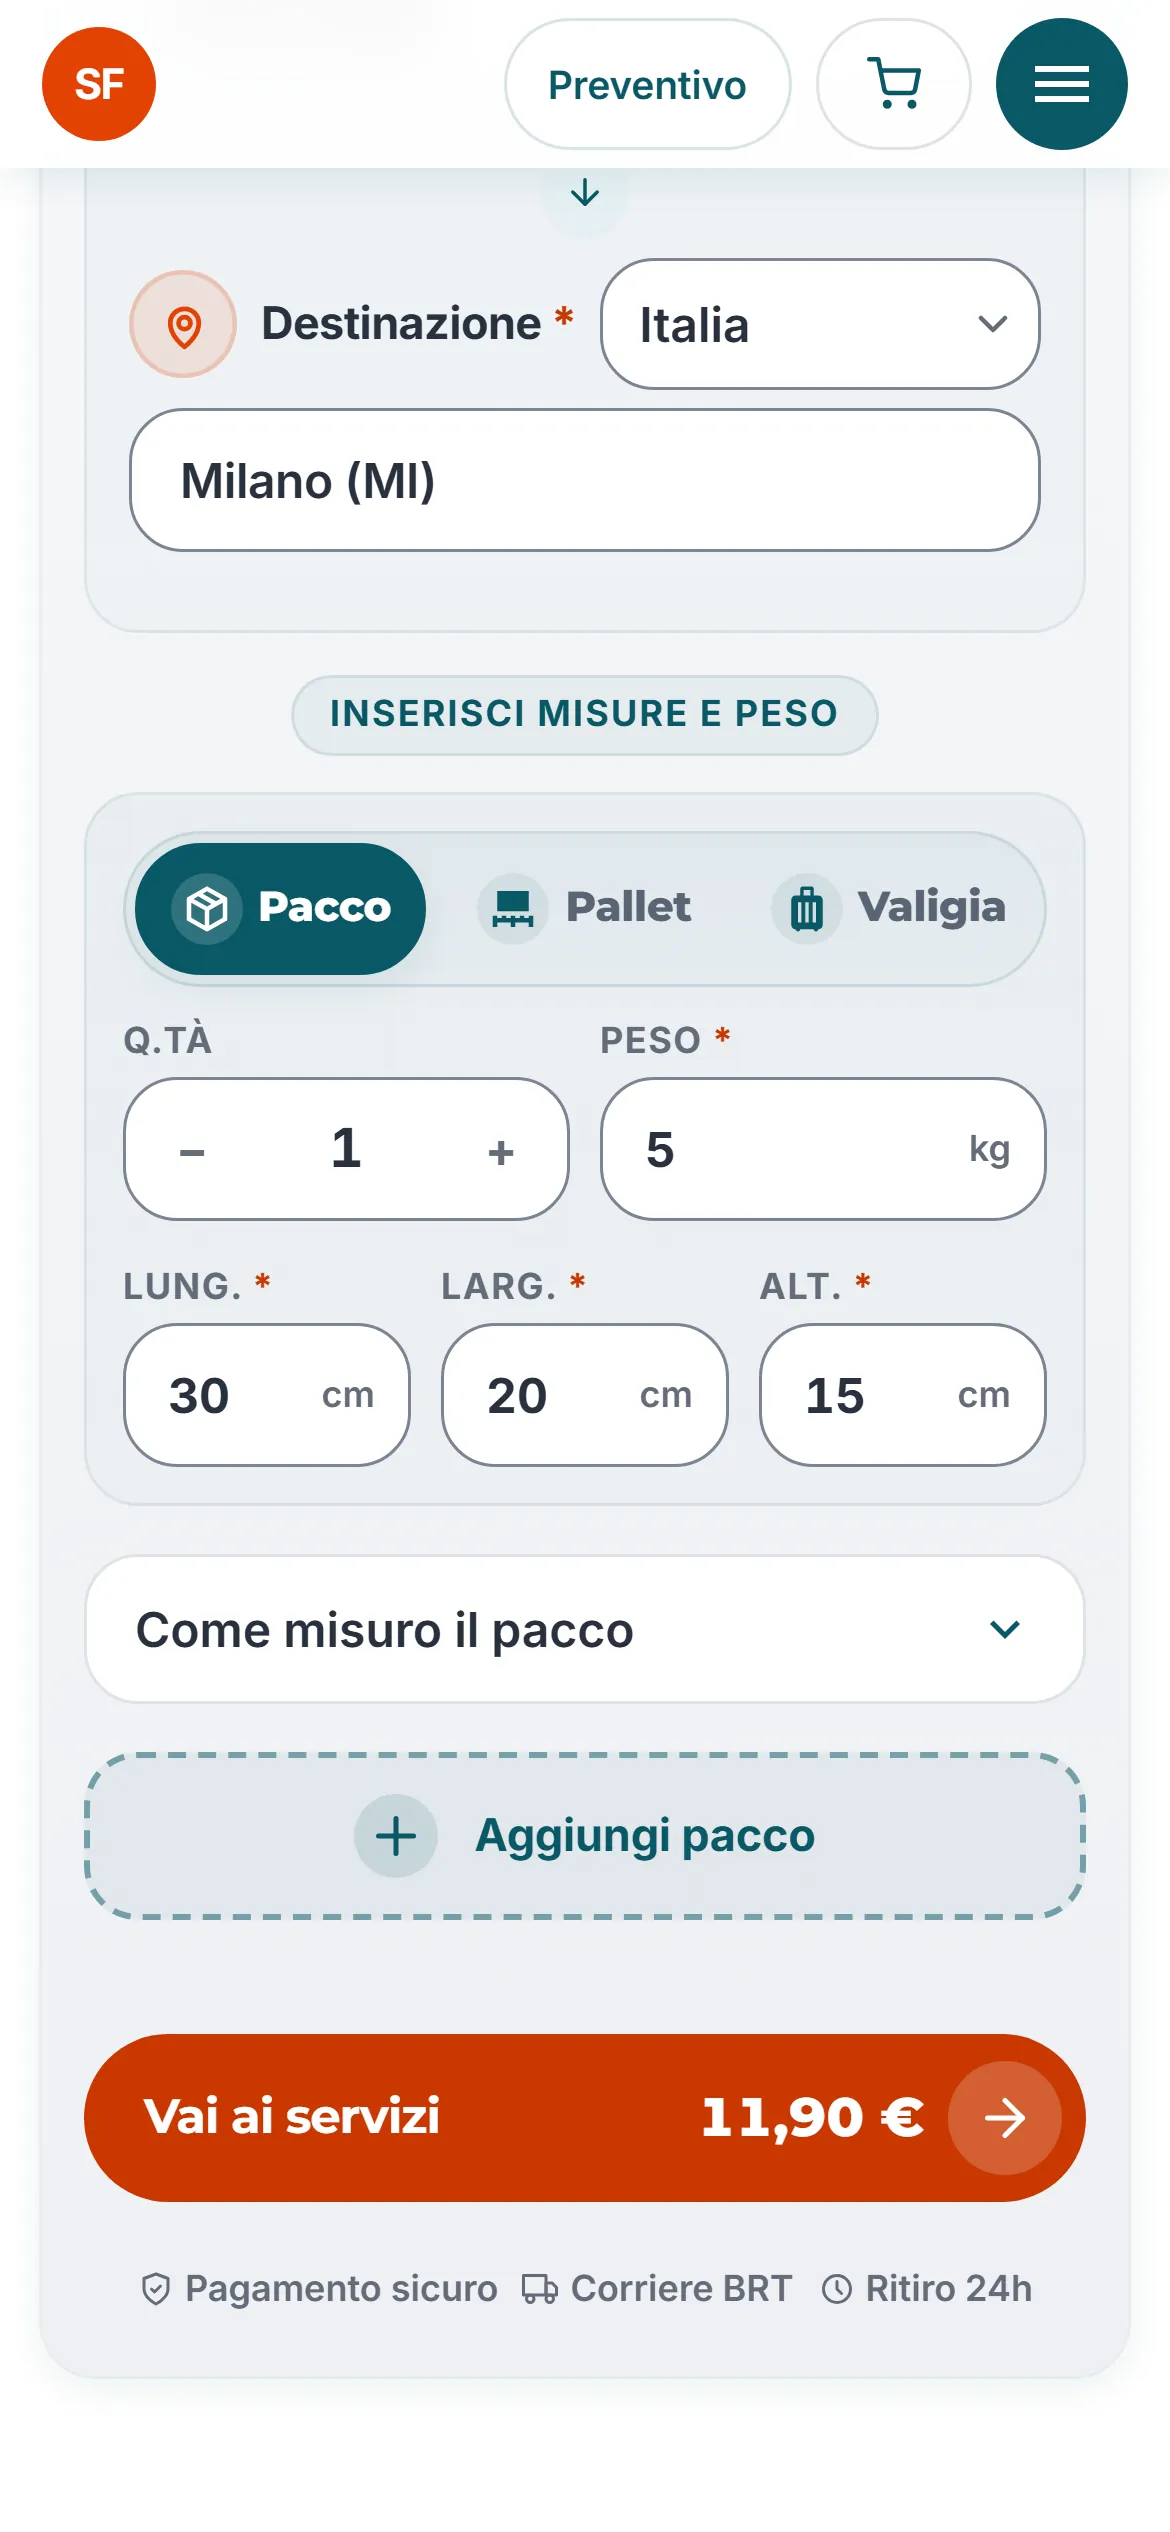 SF
Preventivo
Destinazione *
Italia
Milano (MI)
INSERISCI MISURE E PESO
Pacco
Pallet
Valigia
Q.TÀ
PESO *
− 1 +
5 kg
LUNG. *
LARG. *
ALT. *
30 cm
20 cm
15 cm
Come misuro il pacco
Aggiungi pacco
Vai ai servizi
11,90 €
Pagamento sicuro
Corriere BRT
Ritiro 24h